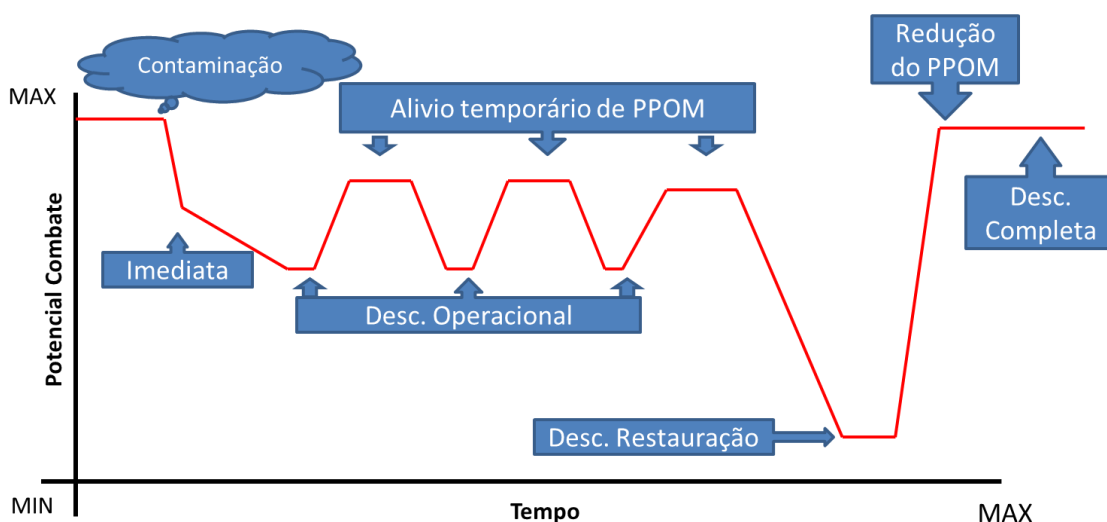 Contaminação
Redução
do PPOM
MAX
Alivio temporário de PPOM
Potencial Combate
Desc.
Completa
Imediata
Desc. Operacional
Desc. Restauração
MIN
Tempo
MAX